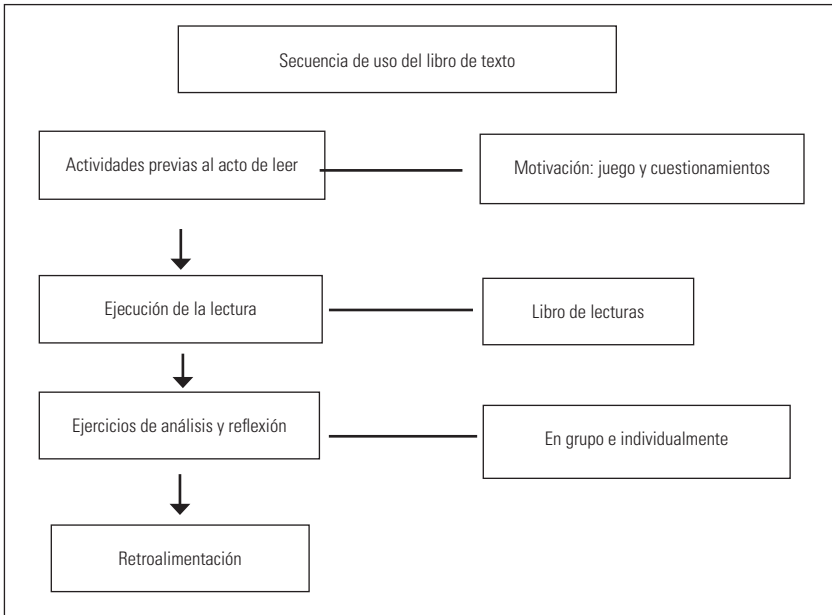 Secuencia de uso del libro de texto
Actividades previas al acto de leer
Motivación: juego y cuestionamientos
Ejecución de la lectura
Libro de lecturas
Ejercicios de análisis y reflexión
En grupo e individualmente
Retroalimentación